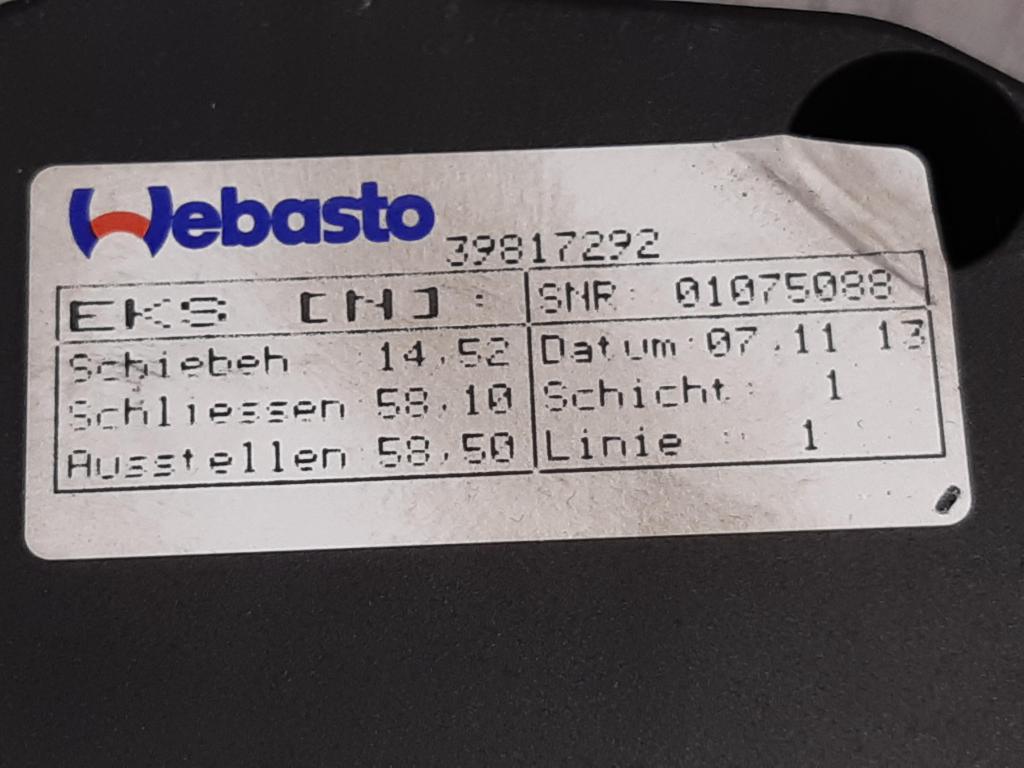 Webasto 39817292
EKS [N]: SNR: 01075088
Schiebeh 14,52 Datum:07.11 13
Schliessen 58,10 Schicht: 1
Ausstellen 58,50 Linie : 1